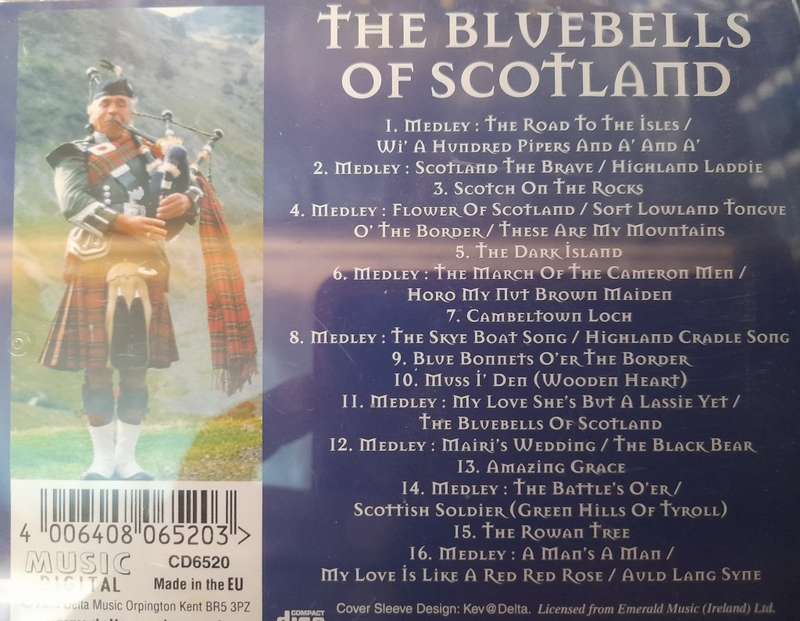 THE BLUEBELLS
OF SCOTLAND
1. MEDLEY : THE ROAD TO THE ISLES /
WI' A HUNDRED PIPERS AND A' AND A'
2. MEDLEY : SCOTLAND THE BRAVE / HIGHLAND LADDIE
3. SCOTCH ON THE ROCKS
4. MEDLEY : FLOWER OF SCOTLAND / SOFT LOWLAND TONGUE
O' THE BORDER / THESE ARE MY MOUNTAINS
5. THE DARK ISLAND
6. MEDLEY : THE MARCH OF THE CAMERON MEN /
HORO MY NUT BROWN MAIDEN
7. CAMBELTOWN LOCH
8. MEDLEY : THE SKYE BOAT SONG / HIGHLAND CRADLE SONG
9. BLUE BONNETS O'ER THE BORDER
10. MUSS I' DEN (WOODEN HEART)
11. MEDLEY : MY LOVE SHE'S BUT A LASSIE YET /
THE BLUEBELLS OF SCOTLAND
12. MEDLEY : MAIRI'S WEDDING / THE BLACK BEAR
13. AMAZING GRACE
14. MEDLEY : THE BATTLE'S O'ER /
SCOTTISH SOLDIER (GREEN HILLS OF TYROLL)
15. THE ROWAN TREE
16. MEDLEY : A MAN'S A MAN /
MY LOVE IS LIKE A RED RED ROSE / AULD LANG SYNE
4 006408 065203 >
MUSIC
DIGITAL
CD6520
Made in the EU
Delta Music Orpington Kent BR5 3PZ
COMPACT
disc
Cover Sleeve Design: Kev@Delta. Licensed from Emerald Music (Ireland) Ltd.